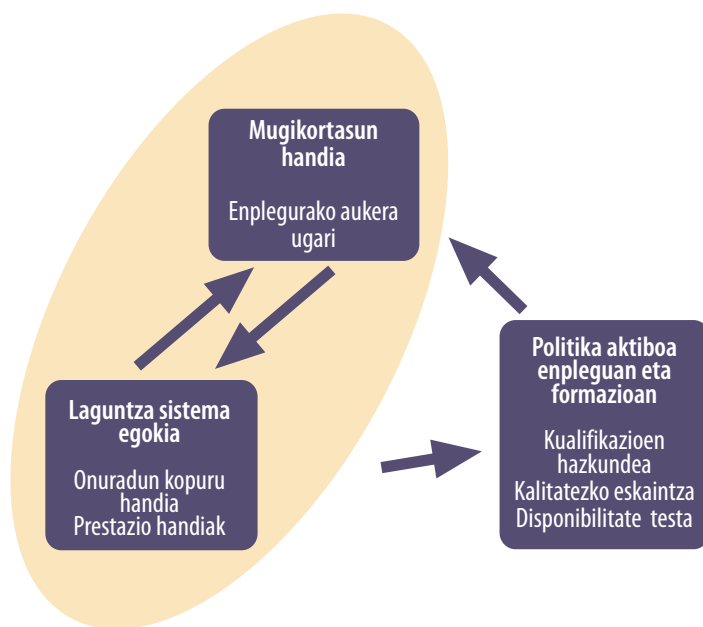 Mugikortasun
handia
Enplegurako aukera
ugari
Laguntza sistema
egokia
Onuradun kopuru
handia
Prestazio handiak
Politika aktiboa
enpleguan eta
formazioan
Kualifikazioen
hazkundea
Kalitatezko eskaintza
Disponibilitate testa